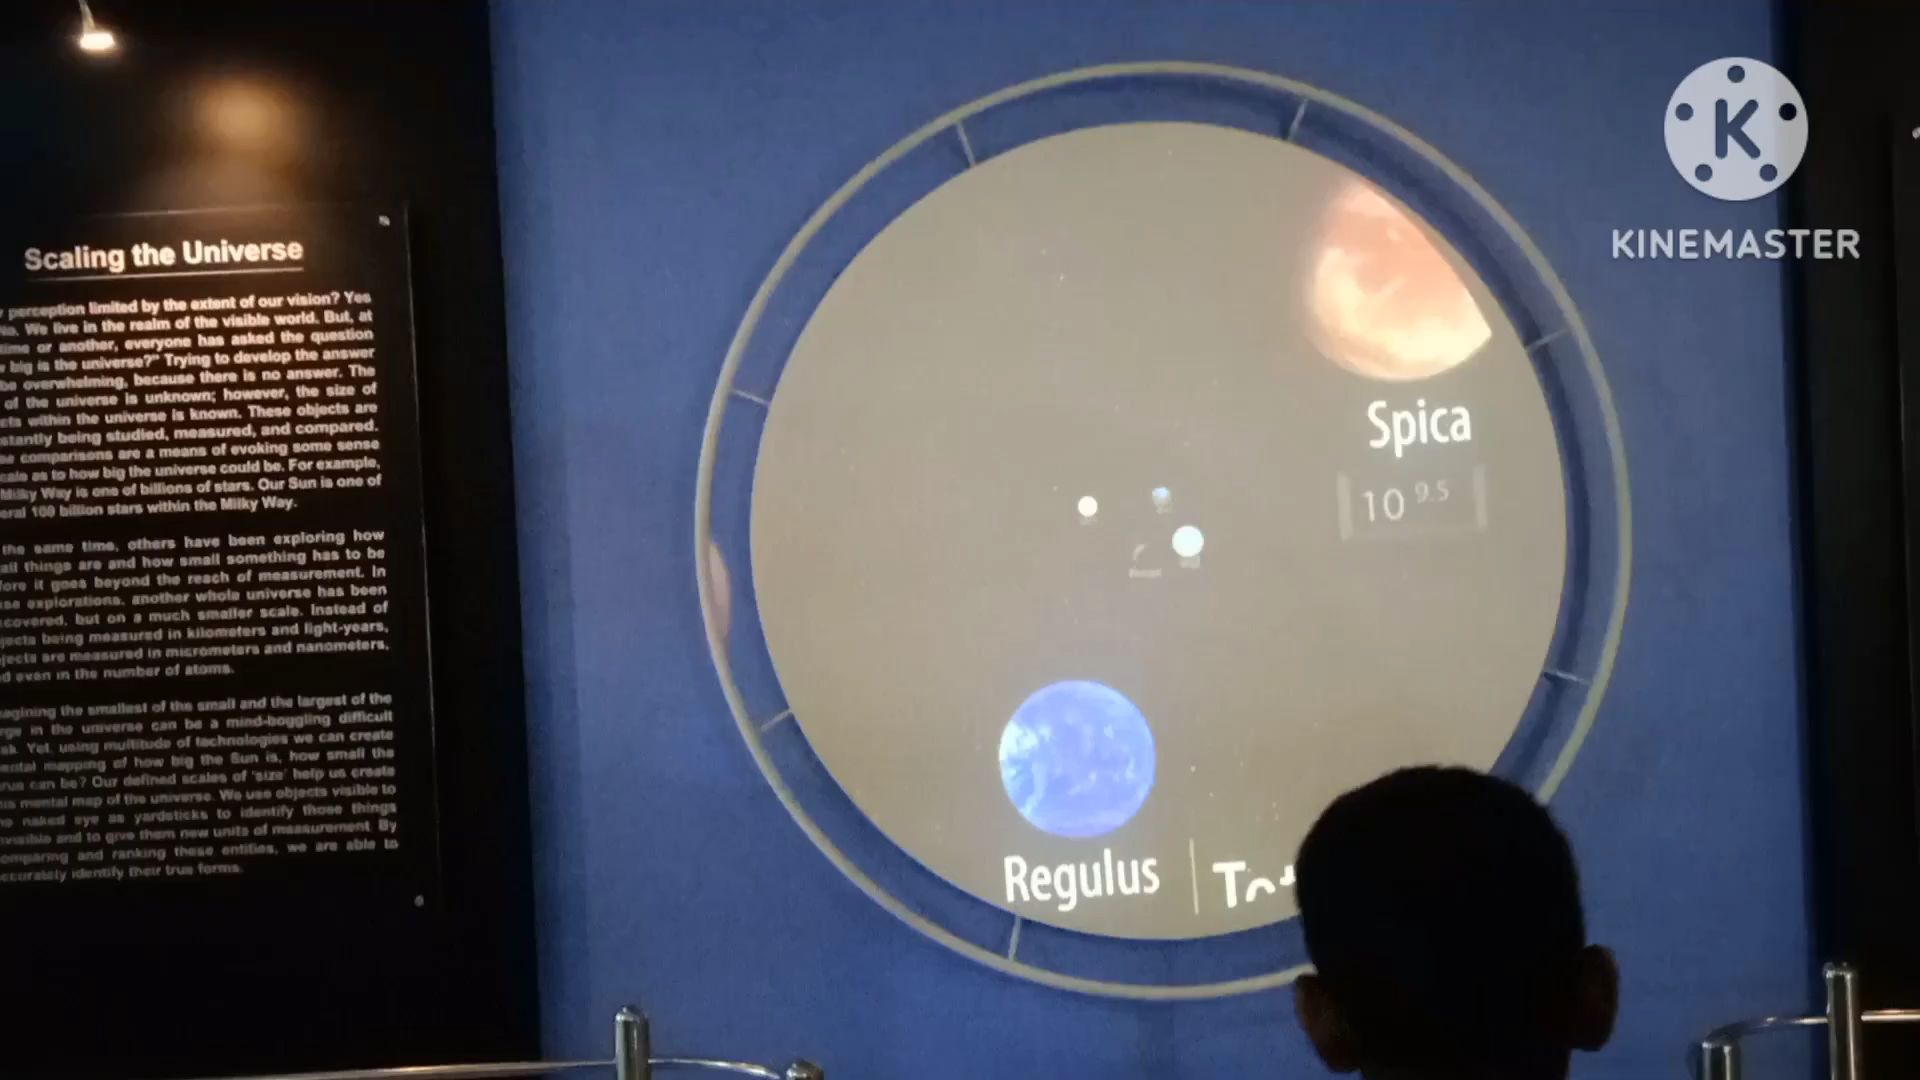 Scaling the Universe
perception limited by the extent of our vision? Yes
No. We live in the realm of the visible world. But, at
time or another, everyone has asked the question
big is the universe?" Trying to develop the answer
be overwhelming, because there is no answer. The
of the universe is unknown; however, the size of
within the universe is known. These objects are
being studied, measured, and compared.
comparisons are a means of evoking some sense
as to how big the universe could be. For example,
Milky Way is one of billions of stars. Our Sun is one of
100 billion stars within the Milky Way.
the same time, others have been exploring how
things are and how small something has to be
it goes beyond the reach of measurement. In
explorations, another whole universe has been
covered, but on a much smaller scale. Instead of
being measured in kilometers and light-years,
are measured in micrometers and nanometers,
even in the number of atoms.
the smallest of the small and the largest of the
in the universe can be a mind-boggling difficult
Yet, using multitude of technologies we can create
mapping of how big the Sun is, how small the
can be? Our defined scales of 'size' help us create
mental map of the universe. We use objects visible to
naked eye as yardsticks to identify those things
and to give them new units of measurement. By
and ranking these entities, we are able to
identify their true forms.
Spica
10 9.5
Regulus
KINEMASTER